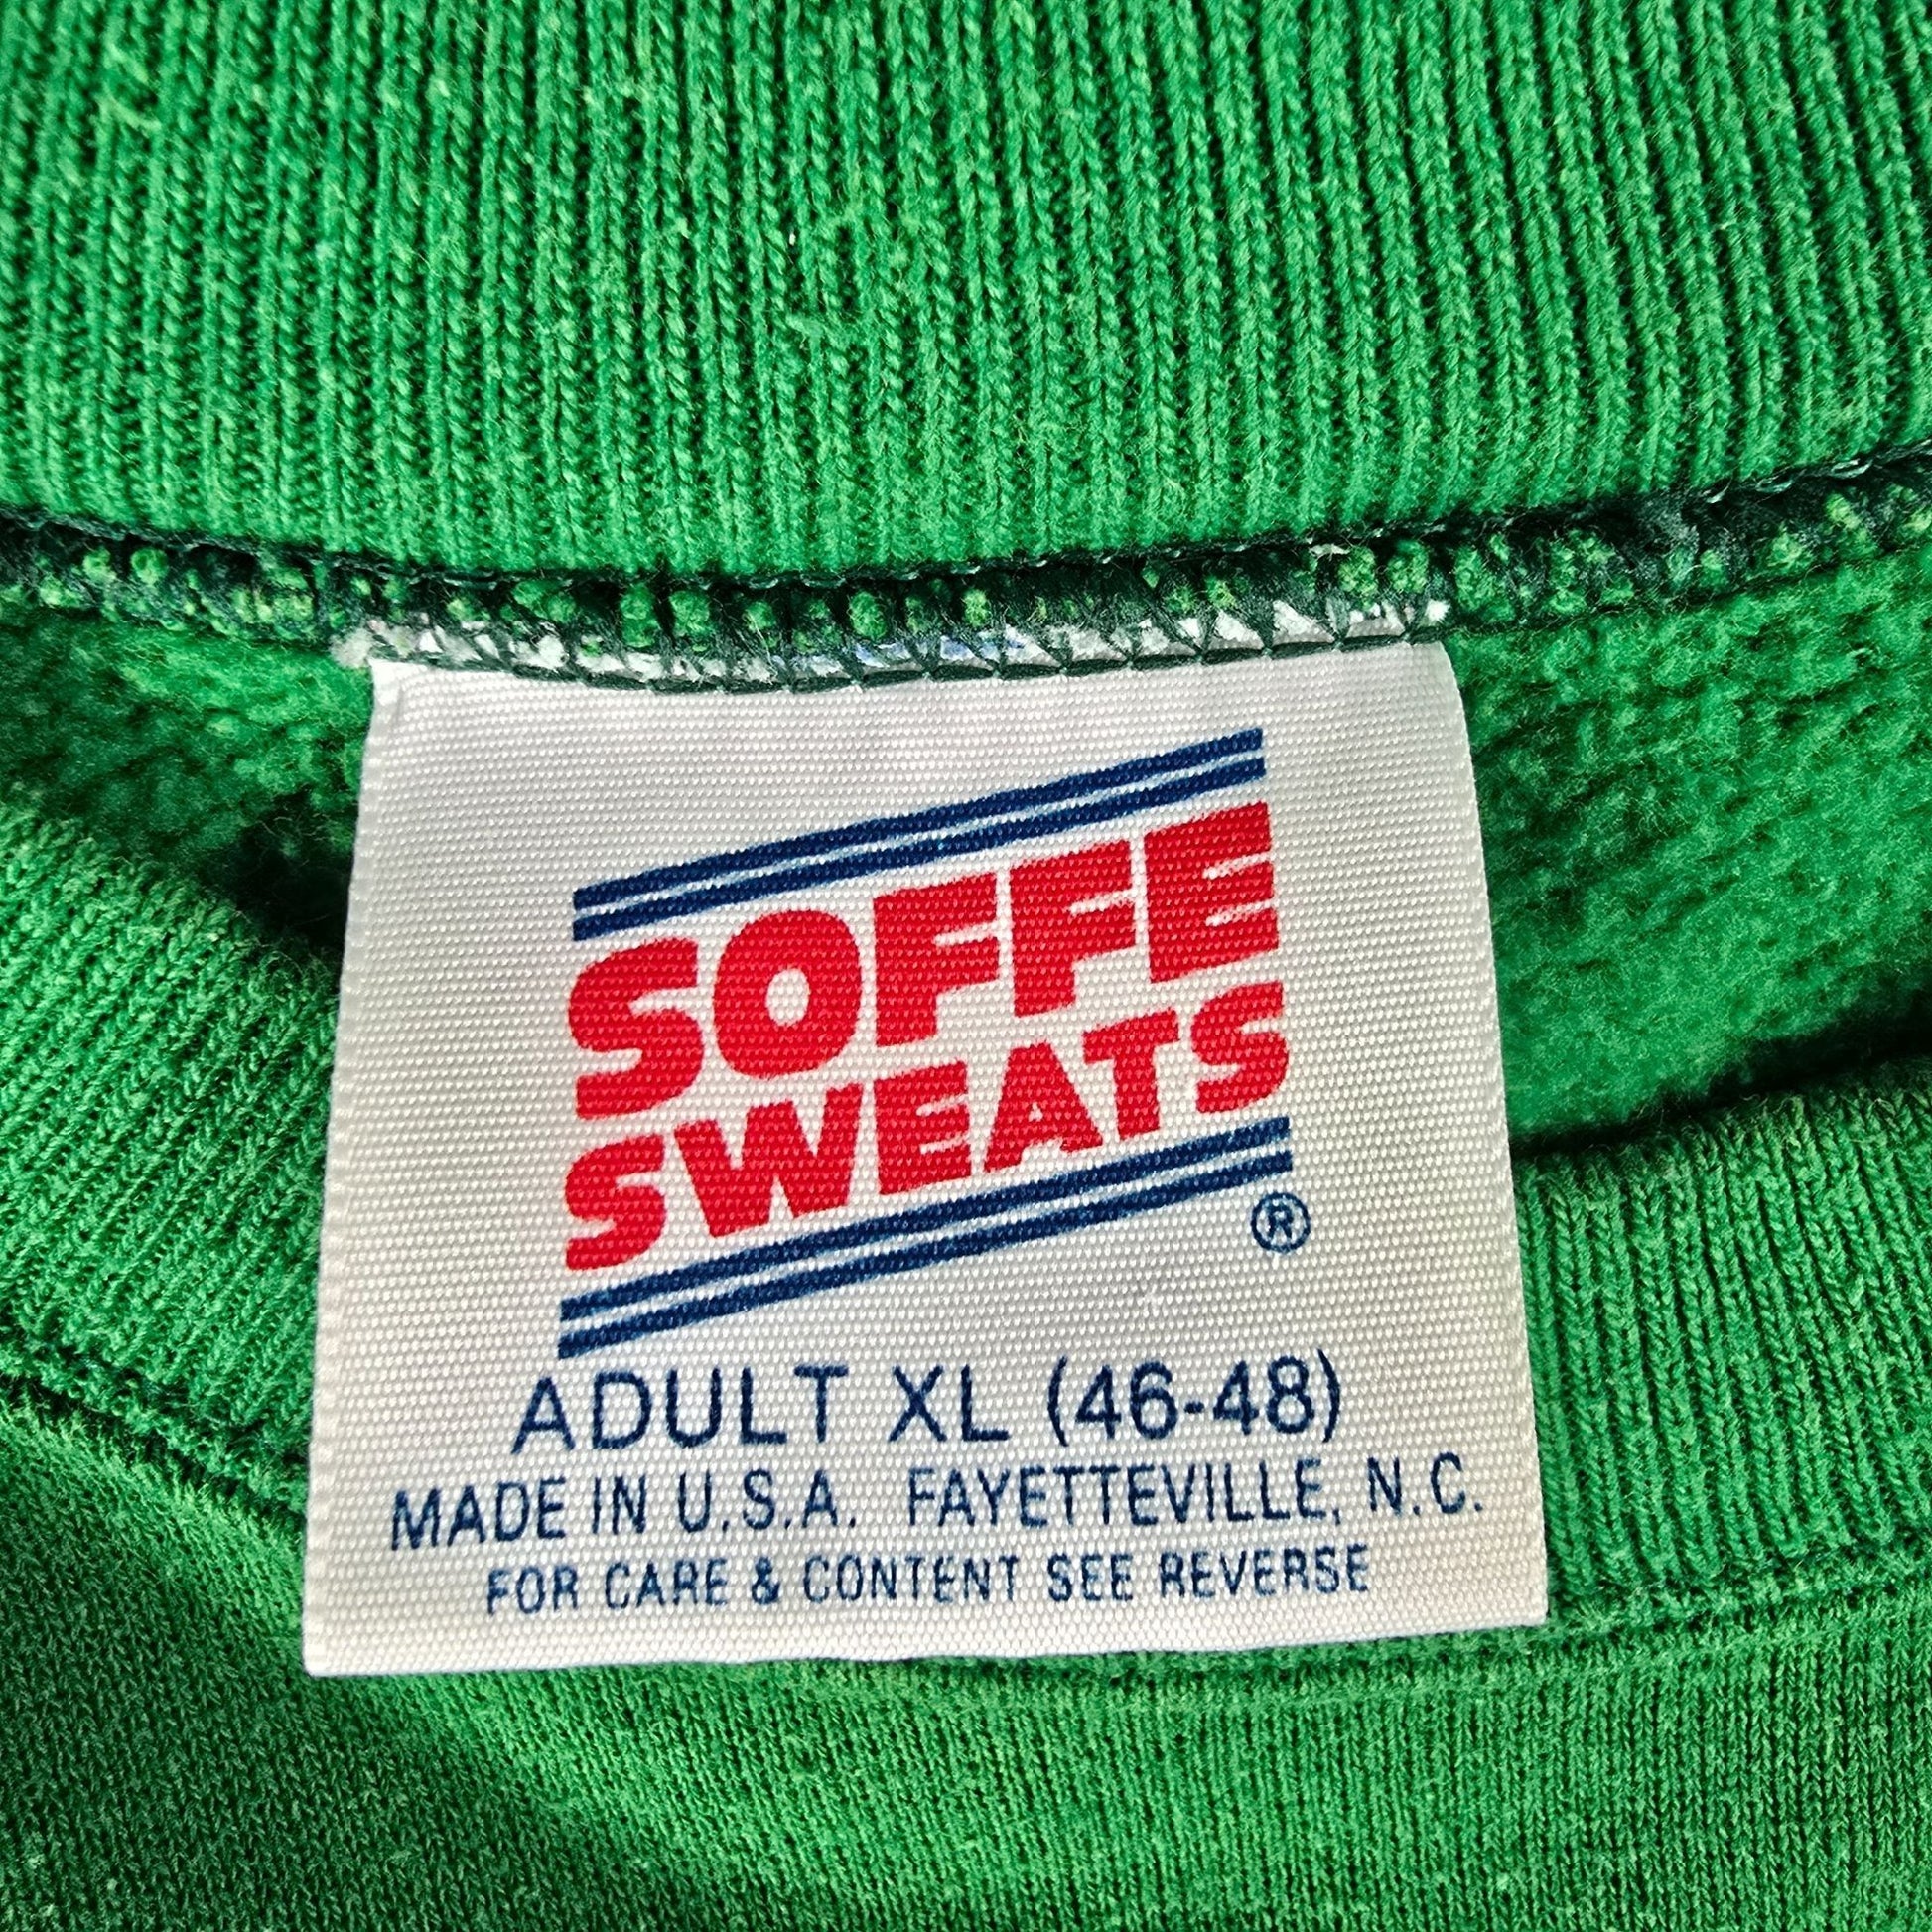 SOFFE
SWEATS
®
ADULT XL (46-48)
MADE IN U.S.A. FAYETTEVILLE, N.C.
FOR CARE & CONTENT SEE REVERSE